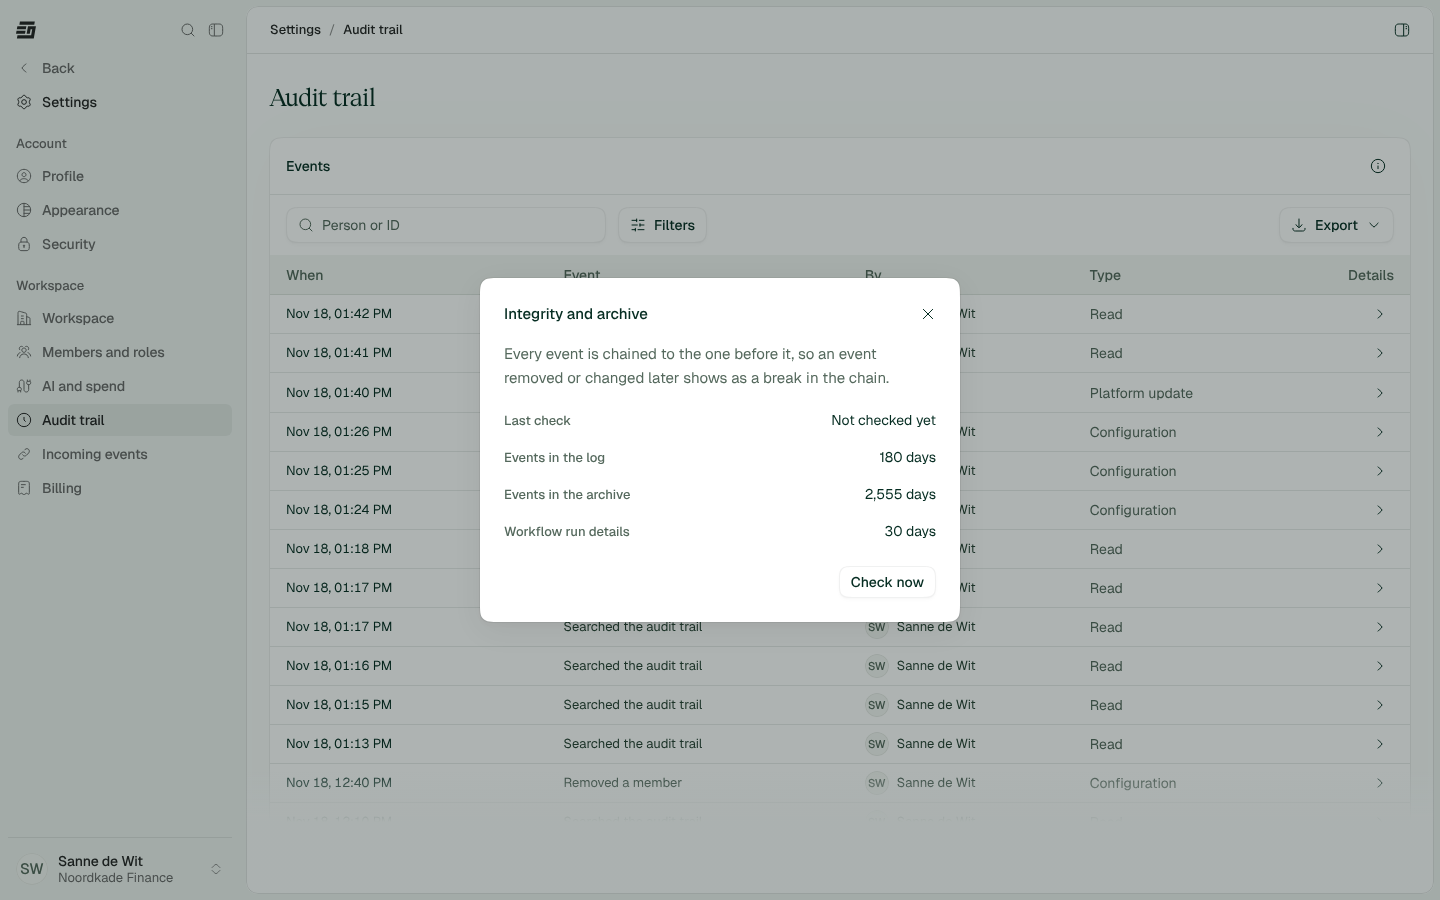 Back
Settings
Account
Profile
Appearance
Security
Workspace
Workspace
Members and roles
AI and spend
Audit trail
Incoming events
Billing
SW
Sanne de Wit
Noordkade Finance
Settings / Audit trail
Audit trail
Events
Person or ID
Filters
Export
When Event By Type Details
Nov 18, 01:42 PM Wit Read
Nov 18, 01:41 PM Wit Read
Nov 18, 01:40 PM Platform update
Nov 18, 01:26 PM Wit Configuration
Nov 18, 01:25 PM Wit Configuration
Nov 18, 01:24 PM Wit Configuration
Nov 18, 01:18 PM Wit Read
Nov 18, 01:17 PM Wit Read
Nov 18, 01:17 PM Searched the audit trail SW Sanne de Wit Read
Nov 18, 01:16 PM Searched the audit trail SW Sanne de Wit Read
Nov 18, 01:15 PM Searched the audit trail SW Sanne de Wit Read
Nov 18, 01:13 PM Searched the audit trail SW Sanne de Wit Read
Nov 18, 12:40 PM Removed a member SW Sanne de Wit Configuration
Integrity and archive
Every event is chained to the one before it, so an event
removed or changed later shows as a break in the chain.
Last check Not checked yet
Events in the log 180 days
Events in the archive 2,555 days
Workflow run details 30 days
Check now